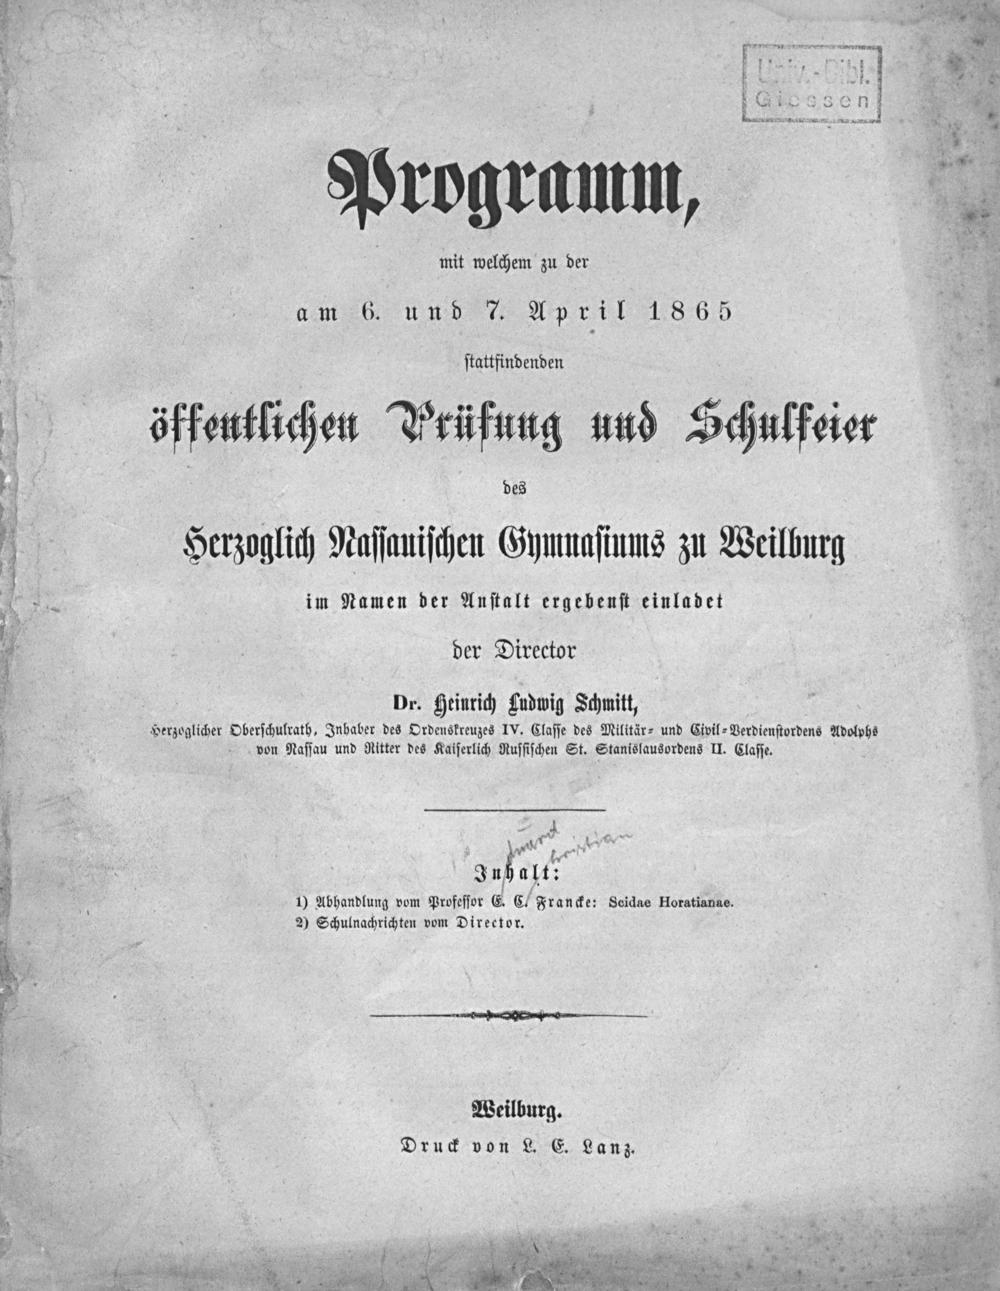 Univ.-Bibl.
Giessen
Programm,
mit welchem zu der
am 6. und 7. April 1865
stattfindenden
öffentlichen Prüfung und Schulfeier
des
Herzoglich Nassauischen Gymnasiums zu Weilburg
im Namen der Anstalt ergebenst einladet
der Director
Dr. Heinrich Ludwig Schmitt,
Herzoglicher Oberschulrath, Inhaber des Ordenskreuzes IV. Classe des Militär- und Civil-Verdienstordens Adolphs
von Nassau und Ritter des Kaiserlich Russischen St. Stanislausordens II. Classe.
Inhalt:
1) Abhandlung vom Professor E. C. Francke: Scidae Horatianae.
2) Schulnachrichten vom Director.
Weilburg.
Druck von L. E. Lanz.